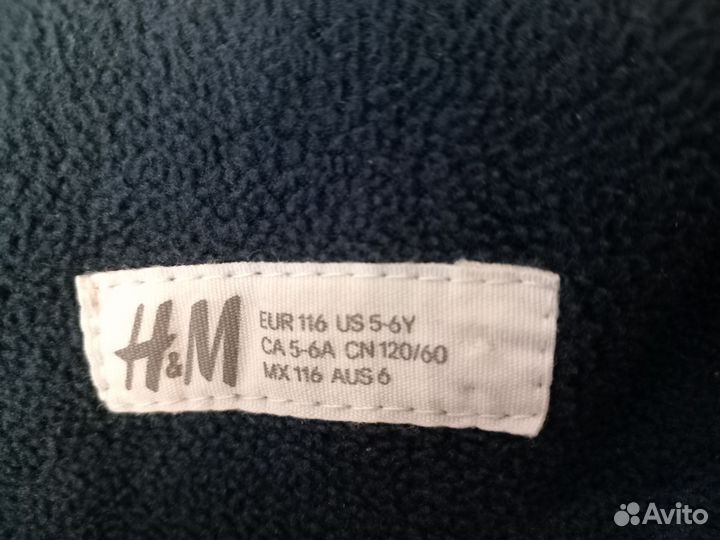 H&M
EUR 116 US 5-6Y
CA 5-6A CN 120/60
MX 116 AUS 6
Avito